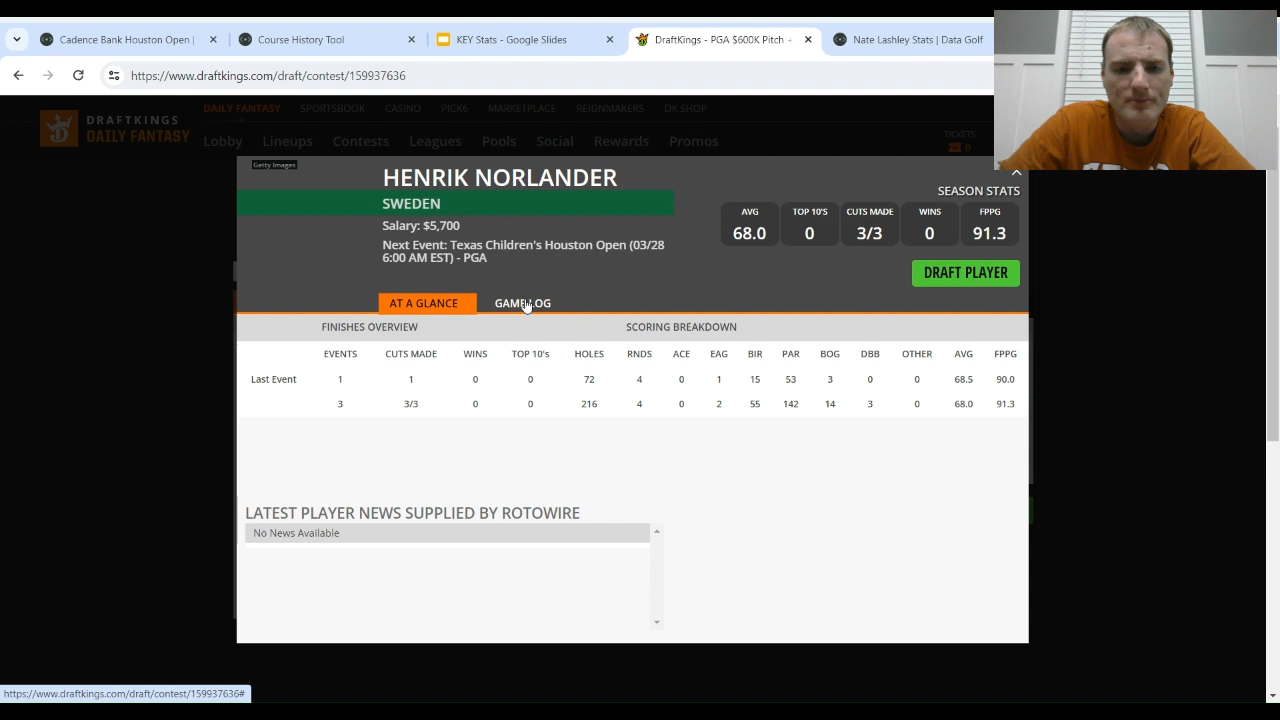 Cadence Bank Houston Open |
Course History Tool
KFT Stats - Google Slides
DraftKings - PGA $600K Pitch +
Nate Lashley Stats | Data Golf
https://www.draftkings.com/draft/contest/159937636
DRAFTKINGS
DAILY FANTASY
DAILY FANTASY SPORTSBOOK CASINO PICK6 MARKETPLACE REIGNMAKERS DK SHOP
Lobby Lineups Contests Leagues Pools Social Rewards Promos
TICKETS
0
Getty Images
HENRIK NORLANDER
SWEDEN
Salary: $5,700
Next Event: Texas Children's Houston Open (03/28
6:00 AM EST) - PGA
SEASON STATS
AVG TOP 10'S CUTS MADE WINS FPPG
68.0 0 3/3 0 91.3
DRAFT PLAYER
AT A GLANCE GAME LOG
FINISHES OVERVIEW SCORING BREAKDOWN
EVENTS CUTS MADE WINS TOP 10's HOLES RNDS ACE EAG BIR PAR BOG DBB OTHER AVG FPPG
Last Event 1 1 0 0 72 4 0 1 15 53 3 0 0 68.5 90.0
3 3/3 0 0 216 4 0 2 55 142 14 3 0 68.0 91.3
LATEST PLAYER NEWS SUPPLIED BY ROTOWIRE
No News Available
https://www.draftkings.com/draft/contest/159937636#